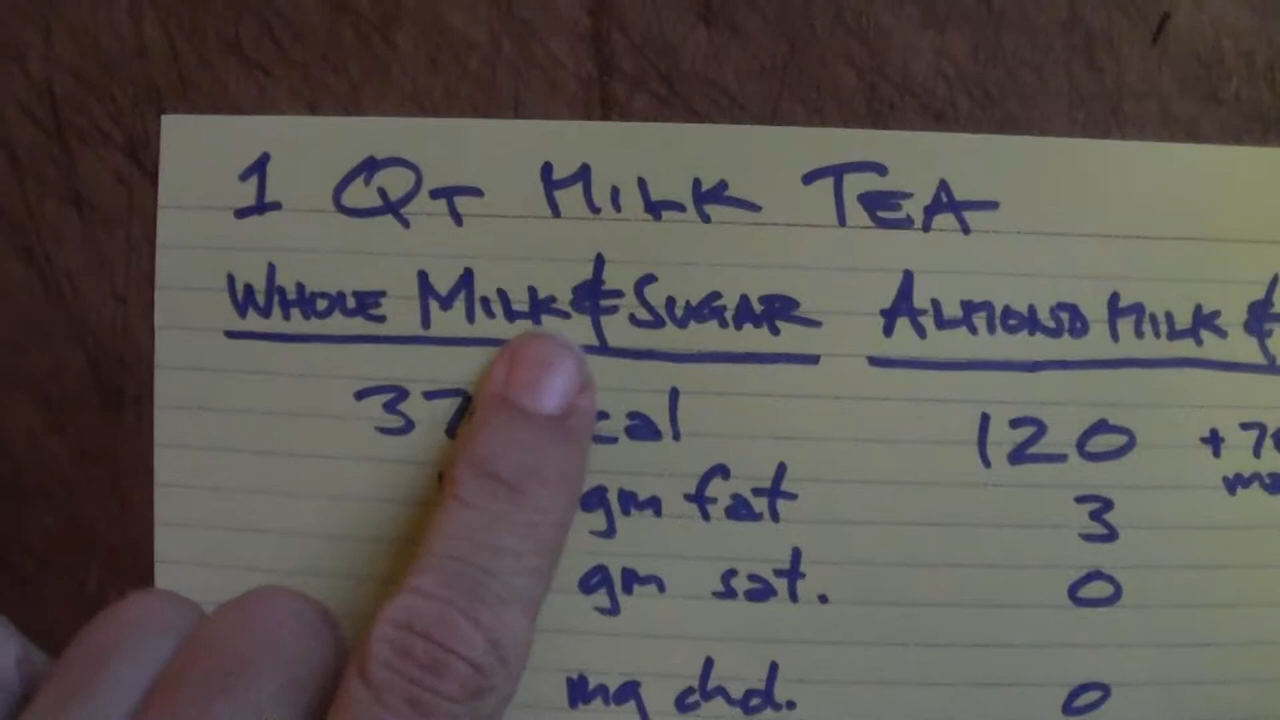 1 QT MILK TEA
WHOLE MILK & SUGAR ALMOND MILK &
cal 120
gm fat 3
gm sat. 0
mg chol. 0